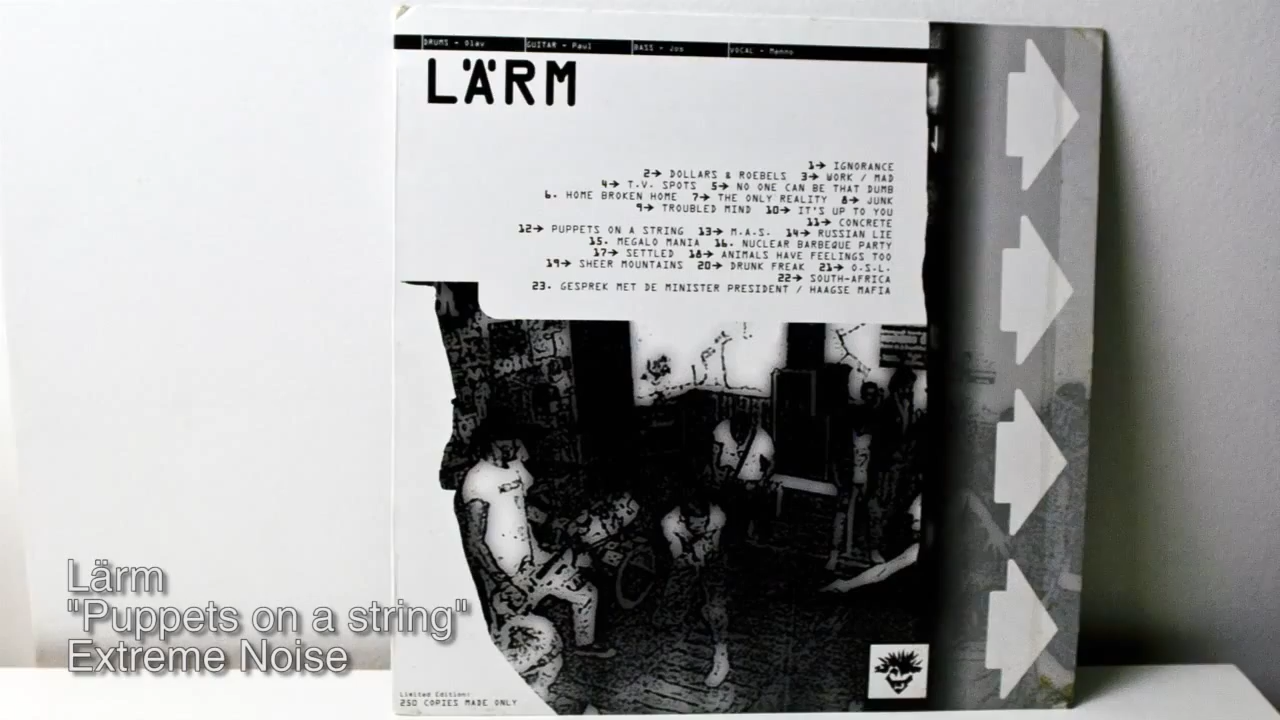 DRUMS - Olav GUITAR - Paul BASS - Jos VOCAL - Menno
LÄRM
1→ IGNORANCE
2→ DOLLARS & ROEBELS 3→ WORK / MAD
4→ T.V. SPOTS 5→ NO ONE CAN BE THAT DUMB
6. HOME BROKEN HOME 7→ THE ONLY REALITY 8→ JUNK
9→ TROUBLED MIND 10→ IT'S UP TO YOU
11→ CONCRETE
12→ PUPPETS ON A STRING 13→ M.A.S. 14→ RUSSIAN LIE
15. MEGALO MANIA 16. NUCLEAR BARBEQUE PARTY
17→ SETTLED 18→ ANIMALS HAVE FEELINGS TOO
19→ SHEER MOUNTAINS 20→ DRUNK FREAK 21→ O.S.L.
22→ SOUTH-AFRICA
23. GESPREK MET DE MINISTER PRESIDENT / HAAGSE MAFIA
Lärm
"Puppets on a string"
Extreme Noise
Limited Edition:
250 COPIES MADE ONLY